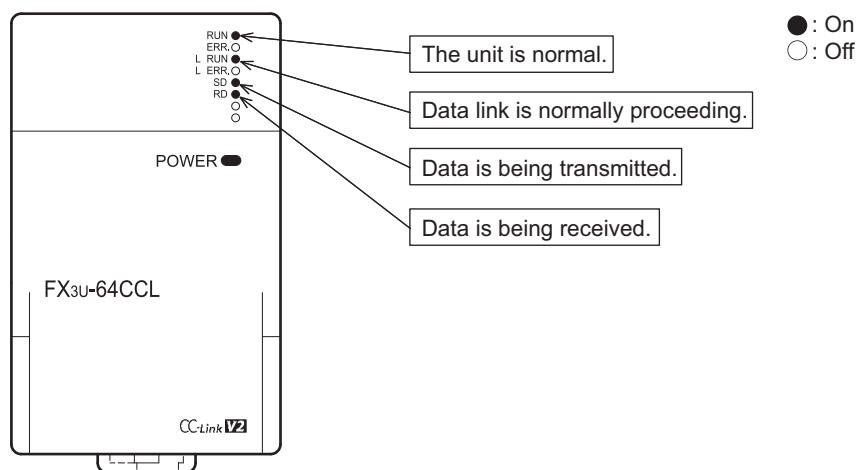 RUN
ERR.
L RUN
L ERR.
SD
RD
POWER
FX3U-64CCL
CC-Link V2
The unit is normal.
Data link is normally proceeding.
Data is being transmitted.
Data is being received.
: On
: Off